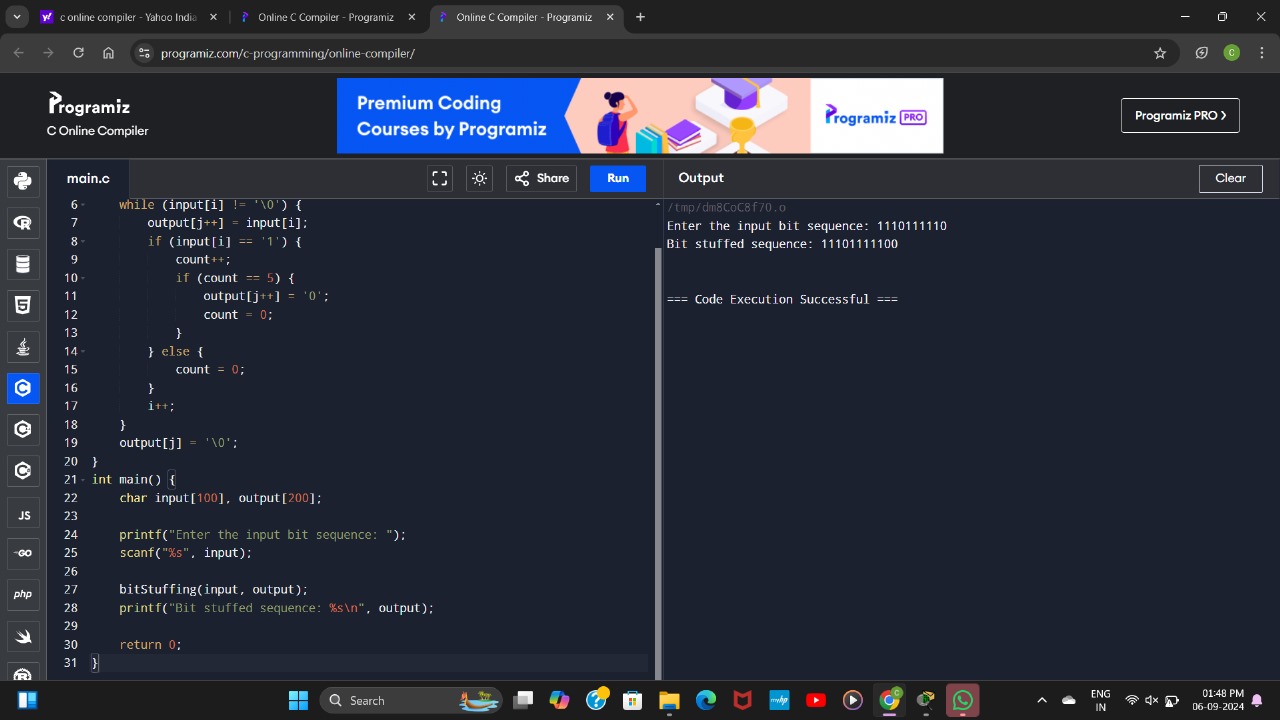 c online compiler - Yahoo India
Online C Compiler - Programiz
Online C Compiler - Programiz
programiz.com/c-programming/online-compiler/
C
Programiz
C Online Compiler
Premium Coding
Courses by Programiz
Programiz PRO
Programiz PRO
main.c
Share
Run
Output
Clear
6 while (input[i] != '\0') {
7 output[j++] = input[i];
8 if (input[i] == '1') {
9 count++;
10 if (count == 5) {
11 output[j++] = '0';
12 count = 0;
13 }
14 } else {
15 count = 0;
16 }
17 i++;
18 }
19 output[j] = '\0';
20 }
21 int main() {
22 char input[100], output[200];
23
24 printf("Enter the input bit sequence: ");
25 scanf("%s", input);
26
27 bitStuffing(input, output);
28 printf("Bit stuffed sequence: %s\n", output);
29
30 return 0;
31 }
/tmp/dm8CoC8f70.o
Enter the input bit sequence: 1110111110
Bit stuffed sequence: 11101111100
=== Code Execution Successful ===
JS
GO
php
Search
ENG
IN
01:48 PM
06-09-2024